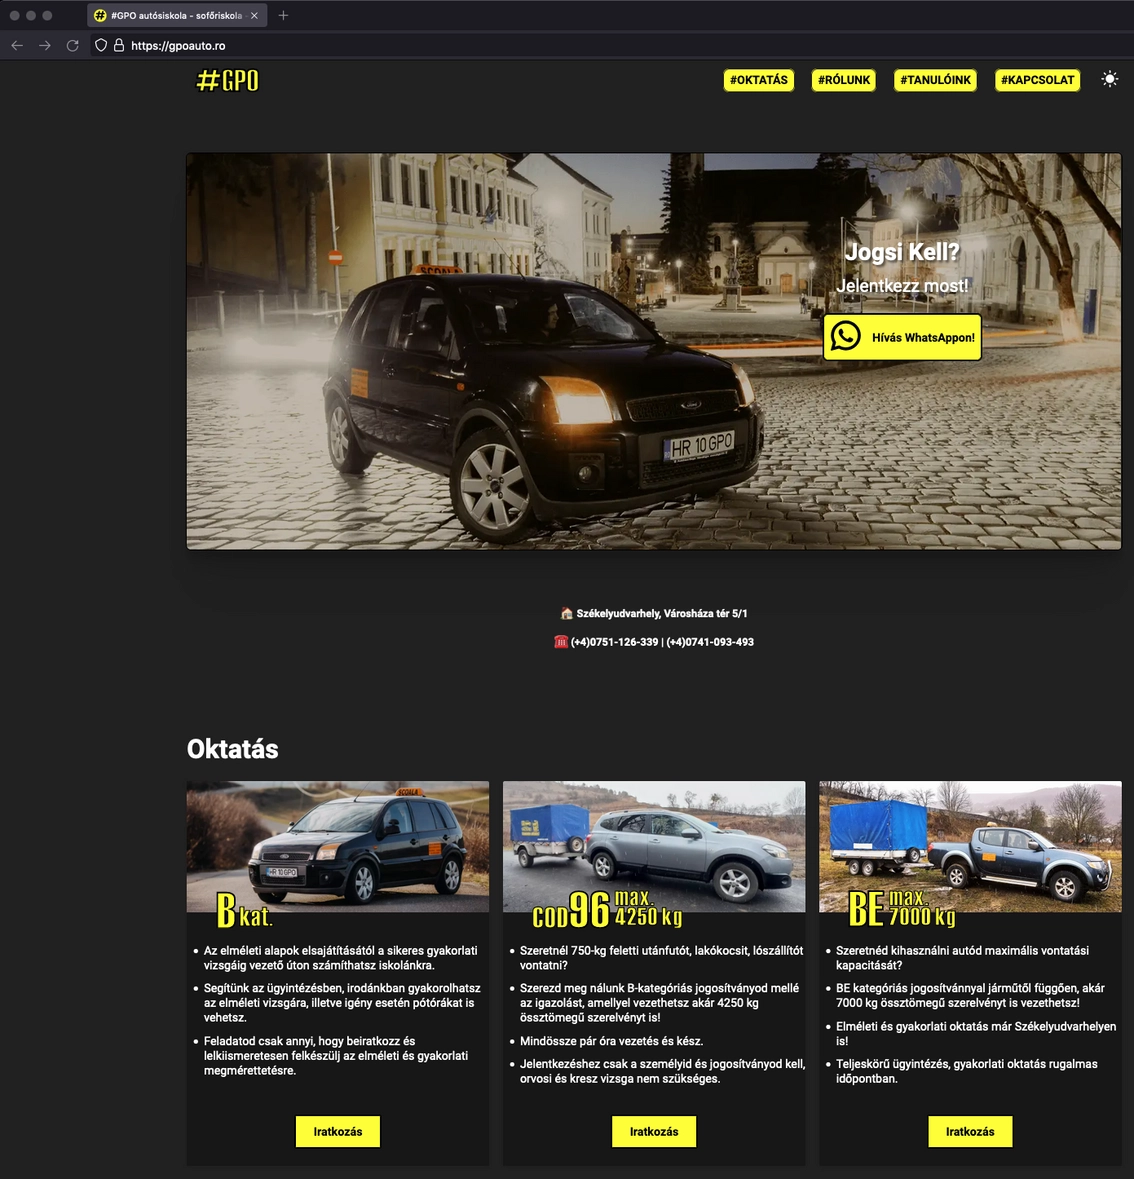 #GPO autósiskola - sofőriskola
https://gpoauto.ro
#GPO
#OKTATÁS
#RÓLUNK
#TANULÓINK
#KAPCSOLAT
SCOALA
Jogsi Kell?
Jelentkezz most!
Hívás WhatsAppon!
HR 10 GPO
🏠 Székelyudvarhely, Városháza tér 5/1
☎️ (+4)0751-126-339 | (+4)0741-093-493
Oktatás
SCOALA
HR 10 GPO
B kat.
• Az elméleti alapok elsajátításától a sikeres gyakorlati
vizsgáig vezető úton számíthatsz iskolánkra.
• Segítünk az ügyintézésben, irodánkban gyakorolhatsz
az elméleti vizsgára, illetve igény esetén pótórákat is
vehetsz.
• Feladatod csak annyi, hogy beiratkozz és
lelkiismeretesen felkészülj az elméleti és gyakorlati
megmérettetésre.
Iratkozás
COD96 max.
4250 kg
• Szeretnél 750-kg feletti utánfutót, lakókocsit, lószállítót
vontatni?
• Szerezd meg nálunk B-kategóriás jogosítványod mellé
az igazolást, amellyel vezethetsz akár 4250 kg
össztömegű szerelvényt is!
• Mindössze pár óra vezetés és kész.
• Jelentkezéshez csak a személyid és jogosítványod kell,
orvosi és kresz vizsga nem szükséges.
Iratkozás
BE max.
7000 kg
• Szeretnéd kihasználni autód maximális vontatási
kapacitását?
• BE kategóriás jogosítvánnyal járműtől függően, akár
7000 kg össztömegű szerelvényt is vezethetsz!
• Elméleti és gyakorlati oktatás már Székelyudvarhelyen
is!
• Teljeskörű ügyintézés, gyakorlati oktatás rugalmas
időpontban.
Iratkozás